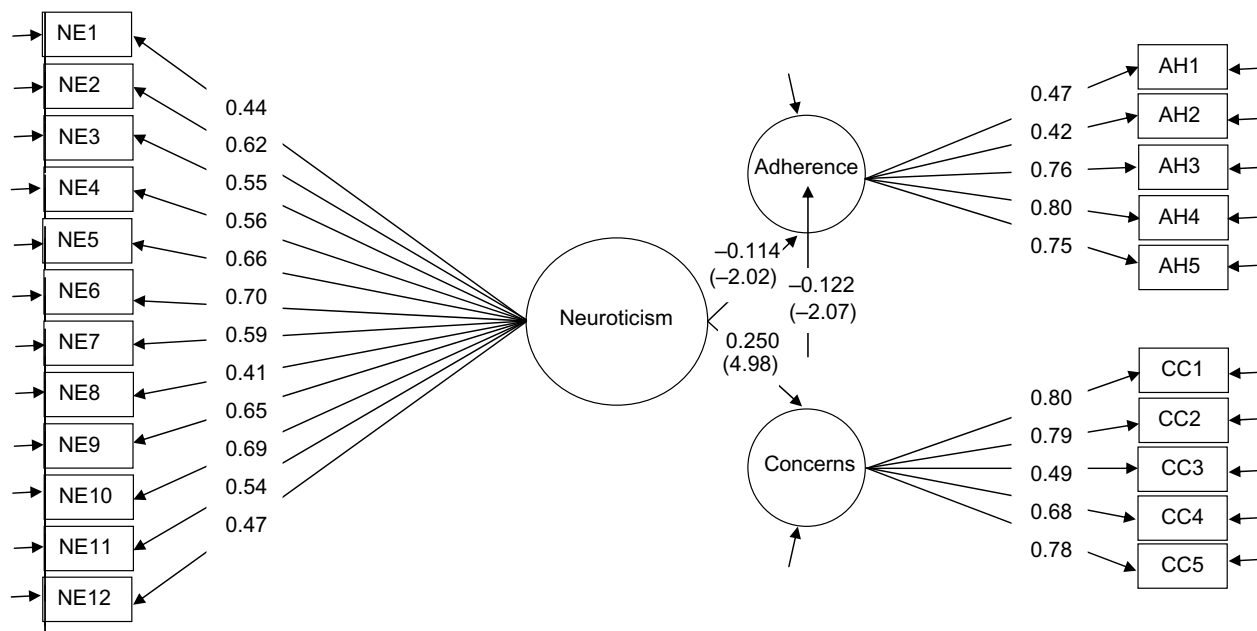 NE1
NE2
NE3
NE4
NE5
NE6
NE7
NE8
NE9
NE10
NE11
NE12
0.44
0.62
0.55
0.56
0.66
0.70
0.59
0.41
0.65
0.69
0.54
0.47
Neuroticism
Adherence
–0.114
(–2.02)
–0.122
(–2.07)
0.250
(4.98)
Concerns
0.47
0.42
0.76
0.80
0.75
AH1
AH2
AH3
AH4
AH5
0.80
0.79
0.49
0.68
0.78
CC1
CC2
CC3
CC4
CC5